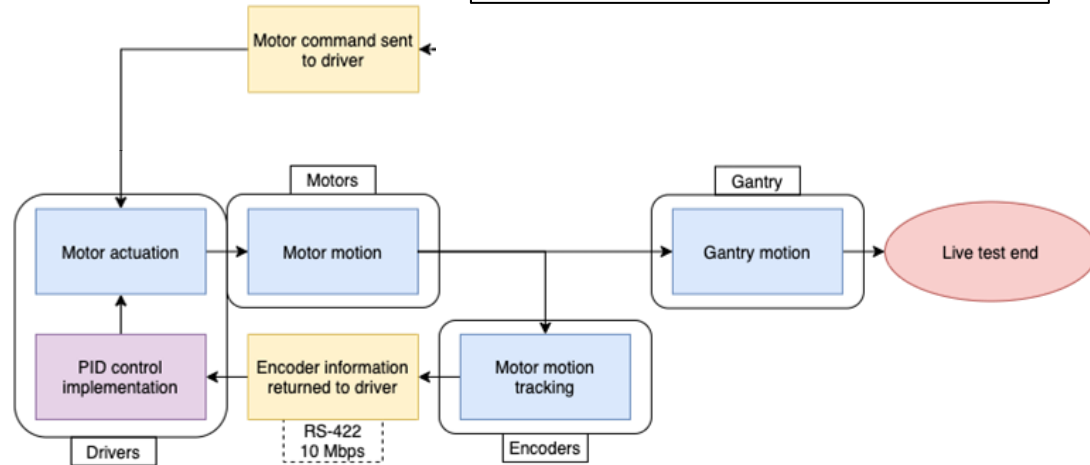 Motor command sent
to driver
Motors
Gantry
Motor actuation
Motor motion
Gantry motion
Live test end
PID control
implementation
Encoder information
returned to driver
Motor motion
tracking
RS-422
10 Mbps
Drivers
Encoders